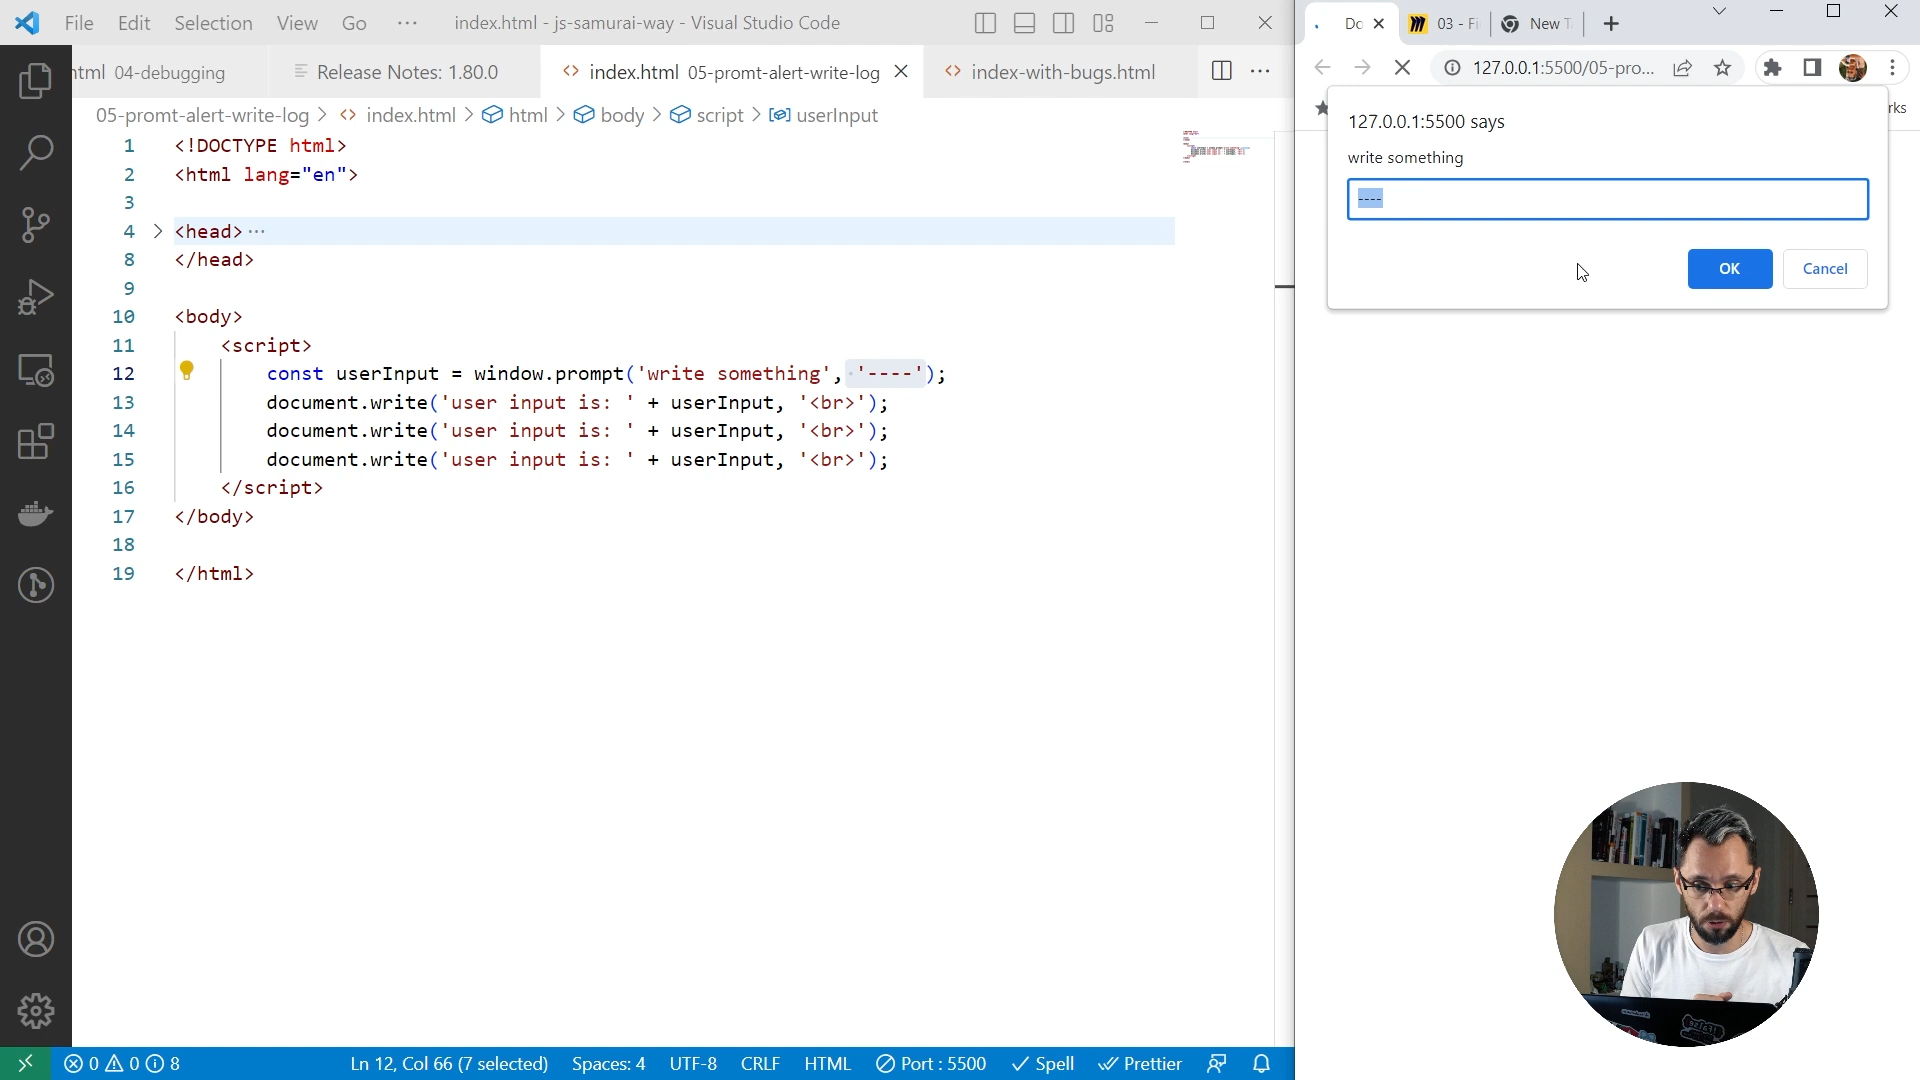 File Edit Selection View Go ··· index.html - js-samurai-way - Visual Studio Code
html 04-debugging Release Notes: 1.80.0 index.html 05-promt-alert-write-log index-with-bugs.html
05-promt-alert-write-log > index.html > html > body > script > userInput
1 <!DOCTYPE html>
2 <html lang="en">
3
4 <head>···
8 </head>
9
10 <body>
11 <script>
12 const userInput = window.prompt('write something', '----');
13 document.write('user input is: ' + userInput, '<br>');
14 document.write('user input is: ' + userInput, '<br>');
15 document.write('user input is: ' + userInput, '<br>');
16 </script>
17 </body>
18
19 </html>
0 0 8 Ln 12, Col 66 (7 selected) Spaces: 4 UTF-8 CRLF HTML Port : 5500 Spell Prettier
Do 03 - Fi New T
127.0.0.1:5500/05-pro...
rks
127.0.0.1:5500 says
write something
----
OK Cancel